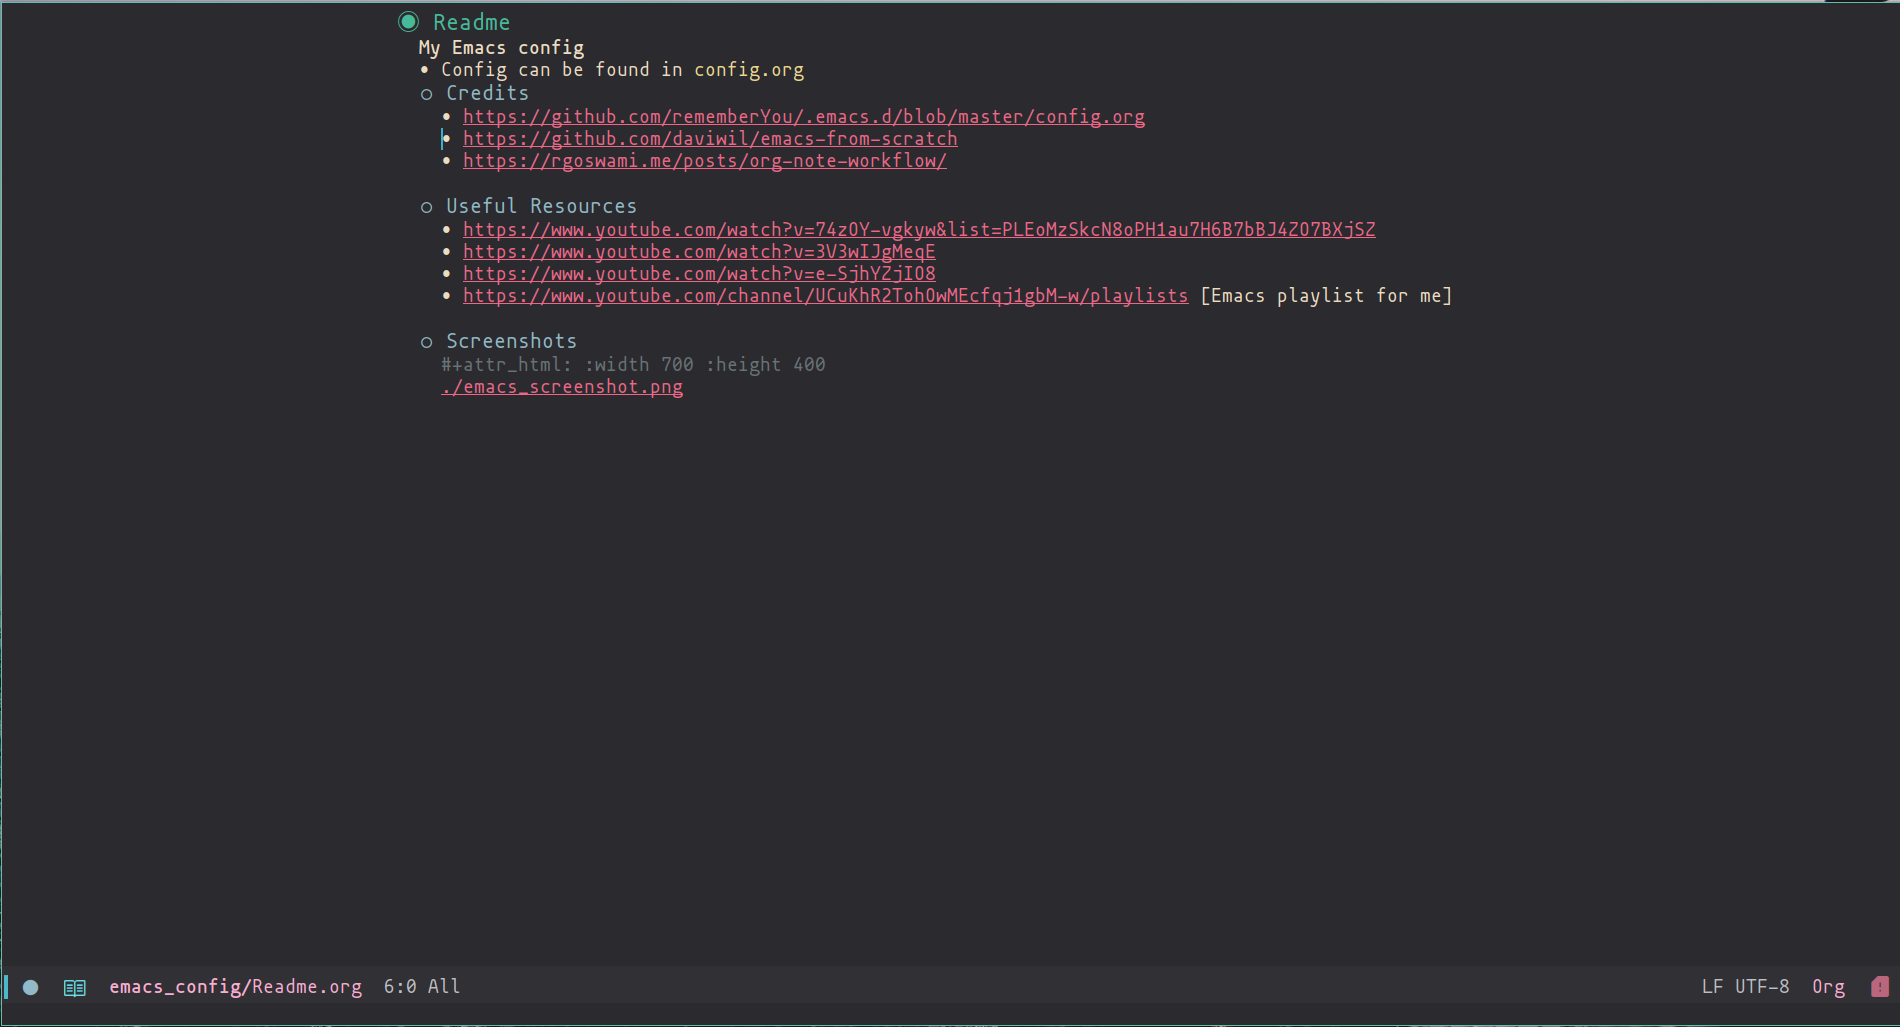 Readme
My Emacs config
• Config can be found in config.org
○ Credits
• https://github.com/rememberYou/.emacs.d/blob/master/config.org
• https://github.com/daviwil/emacs-from-scratch
• https://rgoswami.me/posts/org-note-workflow/
○ Useful Resources
• https://www.youtube.com/watch?v=74zOY-vgkyw&list=PLEoMzSkcN8oPH1au7H6B7bBJ4ZO7BXjSZ
• https://www.youtube.com/watch?v=3V3wIJgMeqE
• https://www.youtube.com/watch?v=e-SjhYZjIO8
• https://www.youtube.com/channel/UCuKhR2TohOwMEcfqj1gbM-w/playlists [Emacs playlist for me]
○ Screenshots
#+attr_html: :width 700 :height 400
./emacs_screenshot.png
emacs_config/Readme.org 6:0 All LF UTF-8 Org